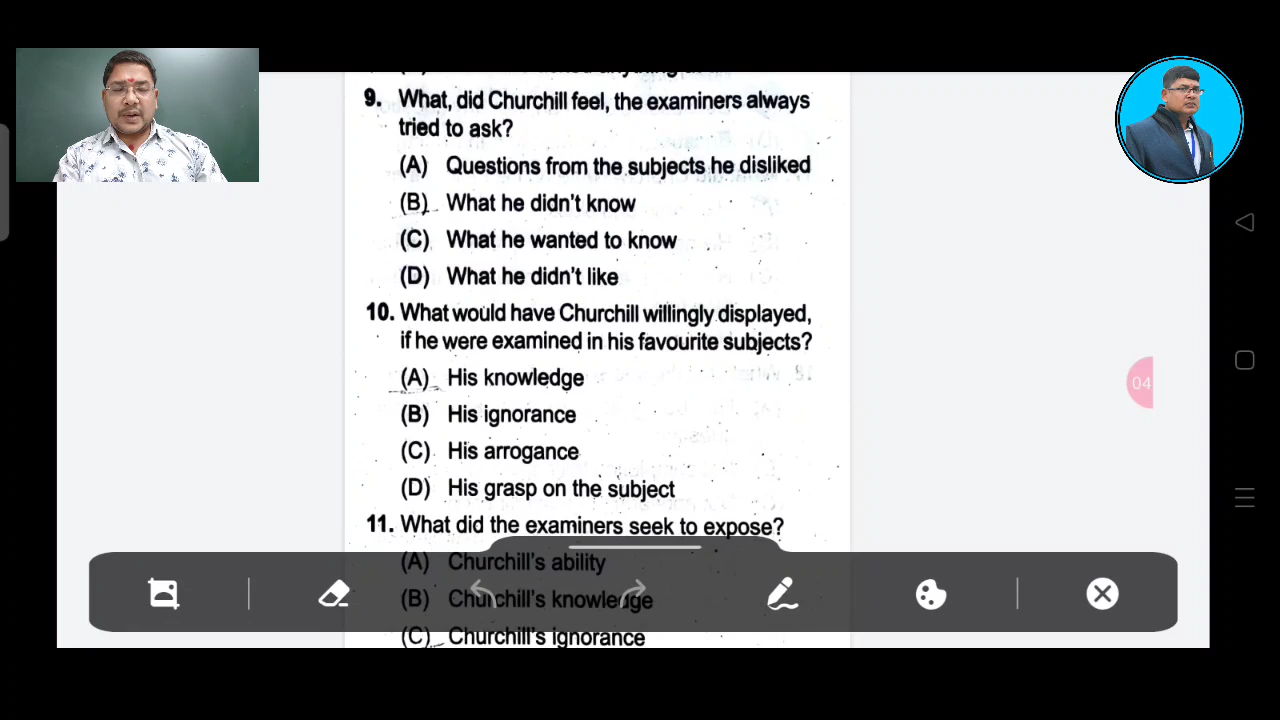 9. What, did Churchill feel, the examiners always
tried to ask?
(A) Questions from the subjects he disliked
(B) What he didn't know
(C) What he wanted to know
(D) What he didn't like
10. What would have Churchill willingly displayed,
if he were examined in his favourite subjects?
(A) His knowledge
(B) His ignorance
(C) His arrogance
(D) His grasp on the subject
11. What did the examiners seek to expose?
(A) Churchill's ability
(B) Churchill's knowledge
(C) Churchill's ignorance
04